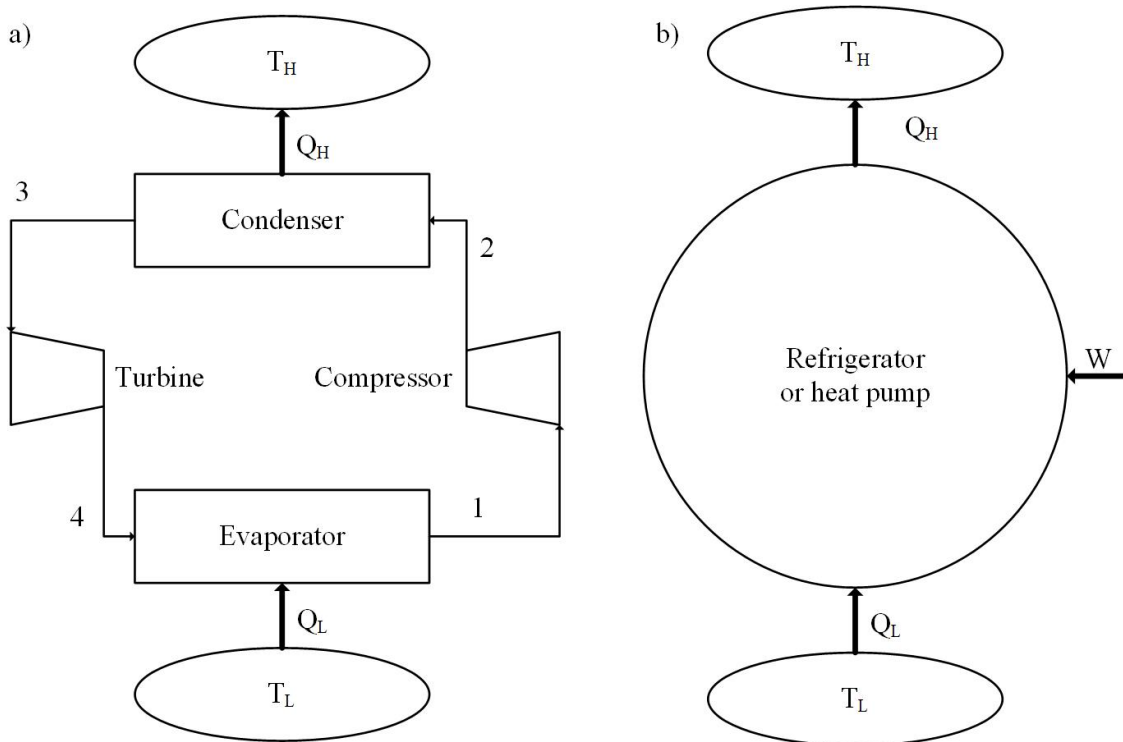 a)
T_H
Q_H
3
Condenser
2
Turbine
Compressor
4
Evaporator
1
Q_L
T_L
b)
T_H
Q_H
Refrigerator
or heat pump
W
Q_L
T_L